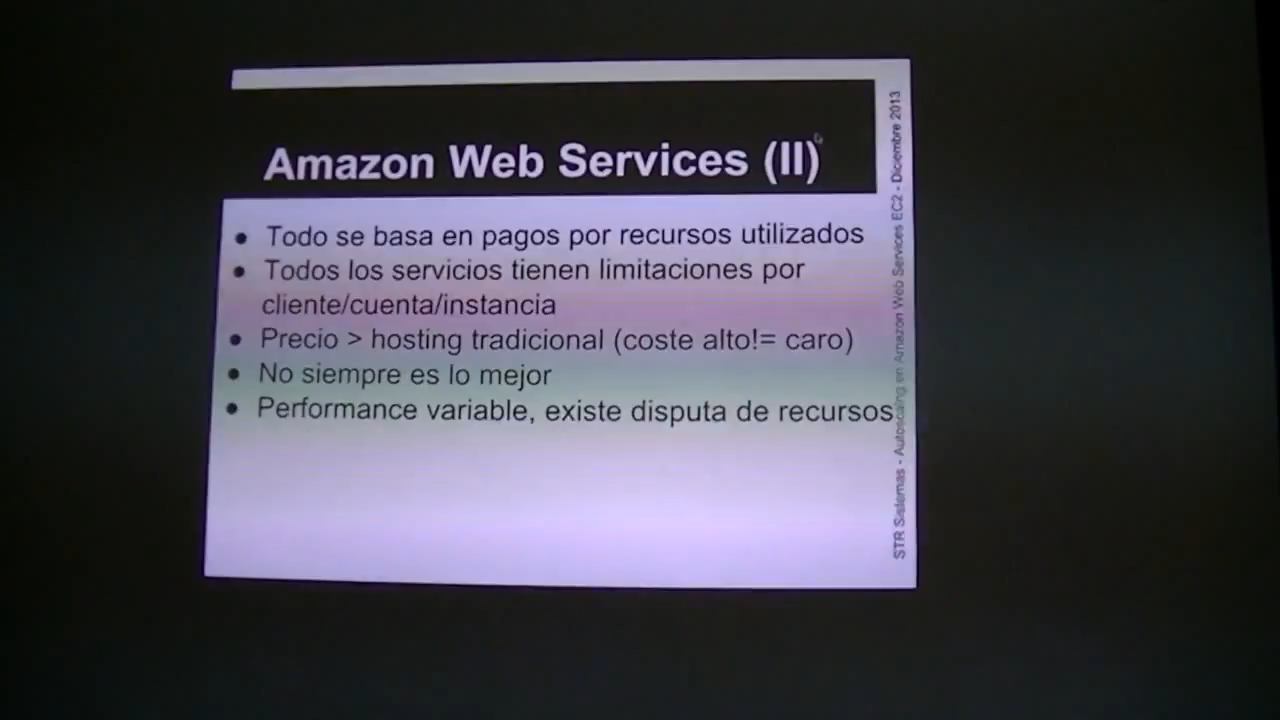 Amazon Web Services (II)
• Todo se basa en pagos por recursos utilizados
• Todos los servicios tienen limitaciones por
cliente/cuenta/instancia
• Precio > hosting tradicional (coste alto!= caro)
• No siempre es lo mejor
• Performance variable, existe disputa de recursos
STR Sistemas - Autoscaling en Amazon Web Services EC2 - Diciembre 2013